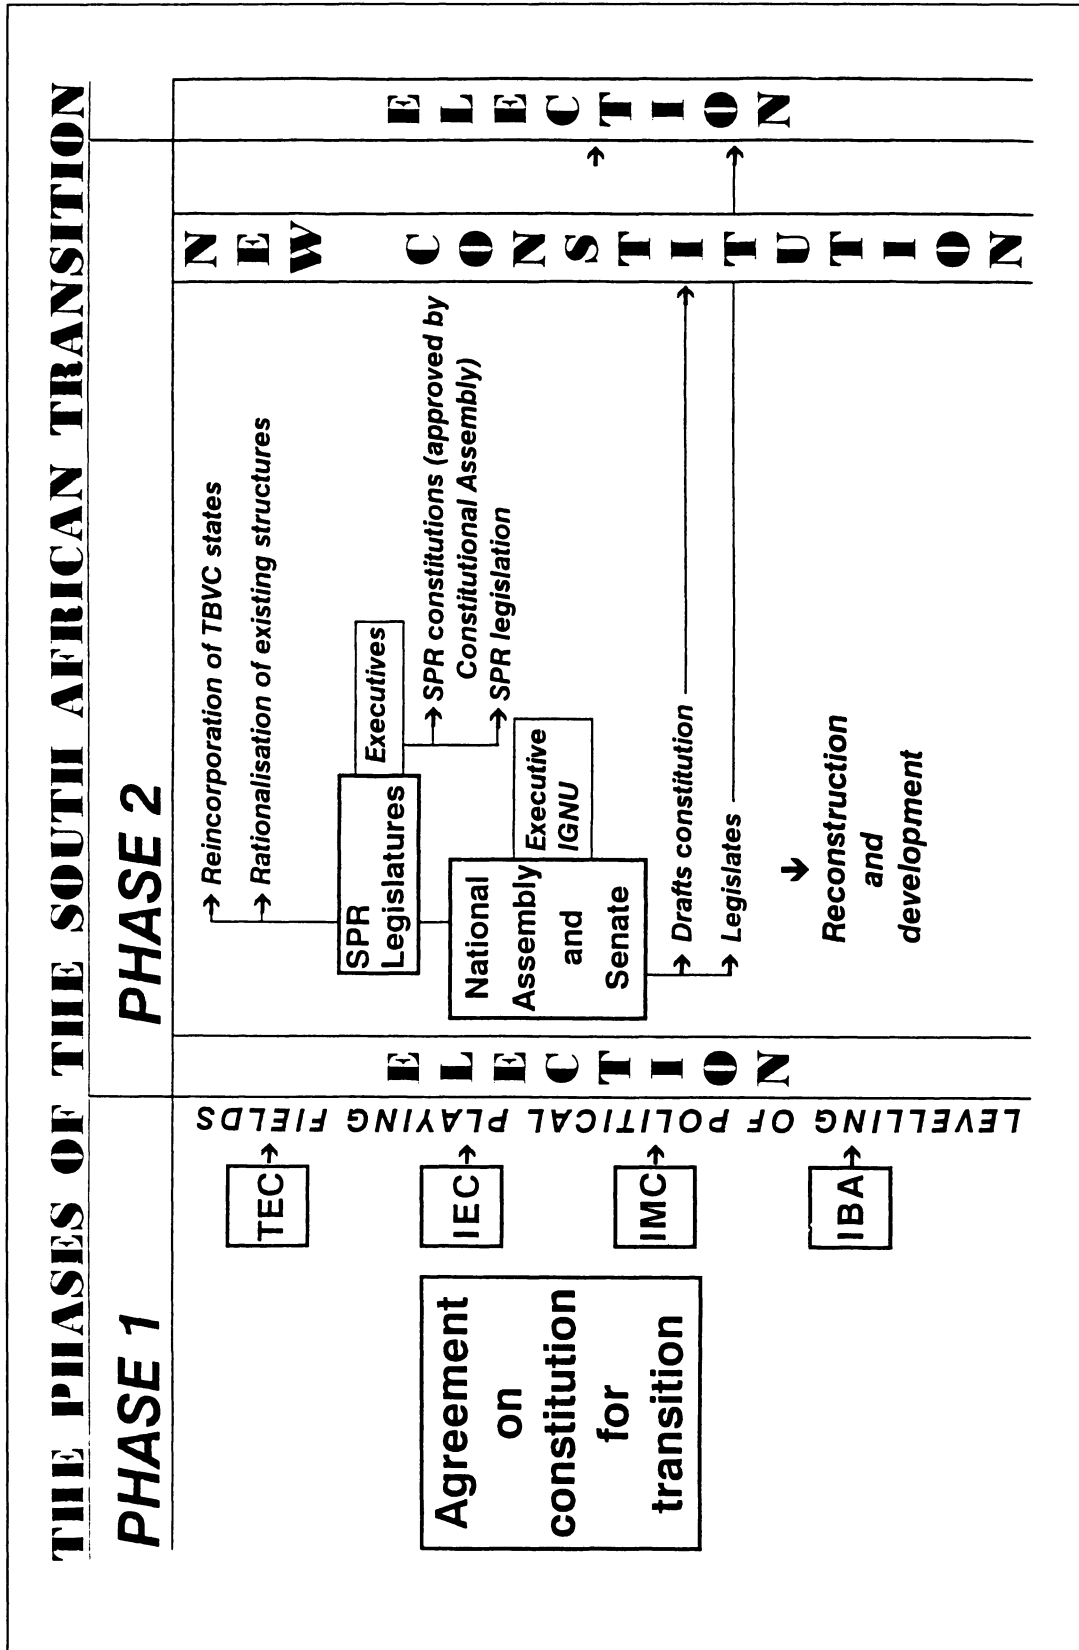 THE PHASES OF THE SOUTH AFRICAN TRANSITION
PHASE 1
Agreement
on
constitution
for
transition
TEC
IEC
IMC
IBA
LEVELLING OF POLITICAL PLAYING FIELDS
ELECTION
PHASE 2
Reincorporation of TBVC states
Rationalisation of existing structures
SPR
Legislatures
Executives
SPR constitutions (approved by
Constitutional Assembly)
SPR legislation
National
Assembly
and
Senate
Executive
IGNU
Drafts constitution
Legislates
Reconstruction
and
development
NEW CONSTITUTION
ELECTION